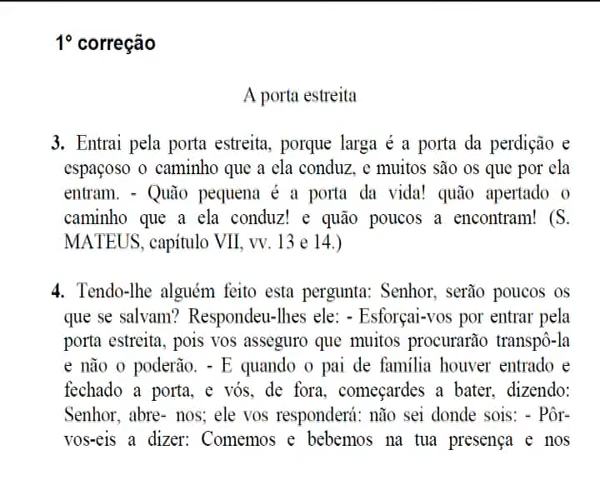 1º correção
A porta estreita
3. Entrai pela porta estreita, porque larga é a porta da perdição e
espaçoso o caminho que a ela conduz, e muitos são os que por ela
entram. - Quão pequena é a porta da vida! quão apertado o
caminho que a ela conduz! e quão poucos a encontram! (S.
MATEUS, capítulo VII, vv. 13 e 14.)
4. Tendo-lhe alguém feito esta pergunta: Senhor, serão poucos os
que se salvam? Respondeu-lhes ele: - Esforçai-vos por entrar pela
porta estreita, pois vos asseguro que muitos procurarão transpô-la
e não o poderão. - E quando o pai de família houver entrado e
fechado a porta, e vós, de fora, começardes a bater, dizendo:
Senhor, abre- nos; ele vos responderá: não sei donde sois: - Pôr-
vos-eis a dizer: Comemos e bebemos na tua presença e nos